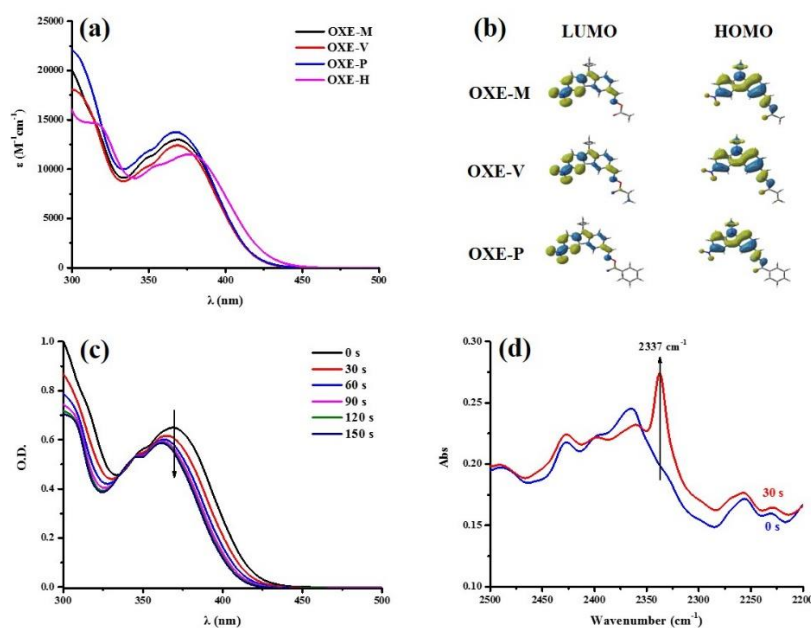 (a)
OXE-M
OXE-V
OXE-P
OXE-H
25000
20000
15000
10000
5000
0
ε (M⁻¹cm⁻¹)
300 350 400 450 500
λ (nm)
(b)
LUMO HOMO
OXE-M
OXE-V
OXE-P
(c)
0 s
30 s
60 s
90 s
120 s
150 s
1.0
0.8
0.6
0.4
0.2
0.0
O.D.
300 350 400 450 500
λ (nm)
(d)
2337 cm⁻¹
0.30
0.25
0.20
0.15
0.10
Abs
30 s
0 s
2500 2450 2400 2350 2300 2250 2200
Wavenumber (cm⁻¹)